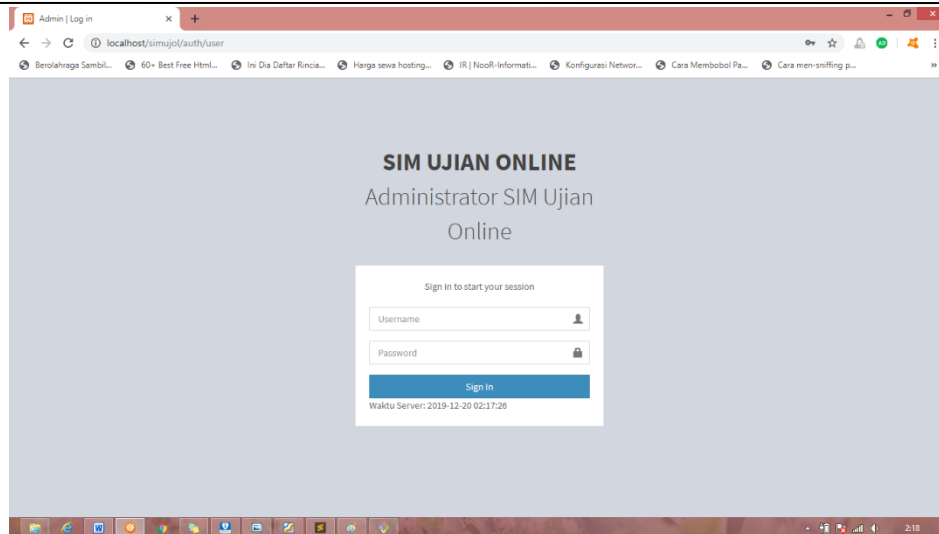 Admin | Log in
localhost/simujol/auth/user
Berolahraga Sambil... 60+ Best Free Html... Ini Dia Daftar Rincia... Harga sewa hosting... IR | NooR-Informati... Konfigurasi Networ... Cara Membobol Pa... Cara men-sniffing p...
SIM UJIAN ONLINE
Administrator SIM Ujian
Online
Sign in to start your session
Username
Password
Sign In
Waktu Server: 2019-12-20 02:17:26
2:18